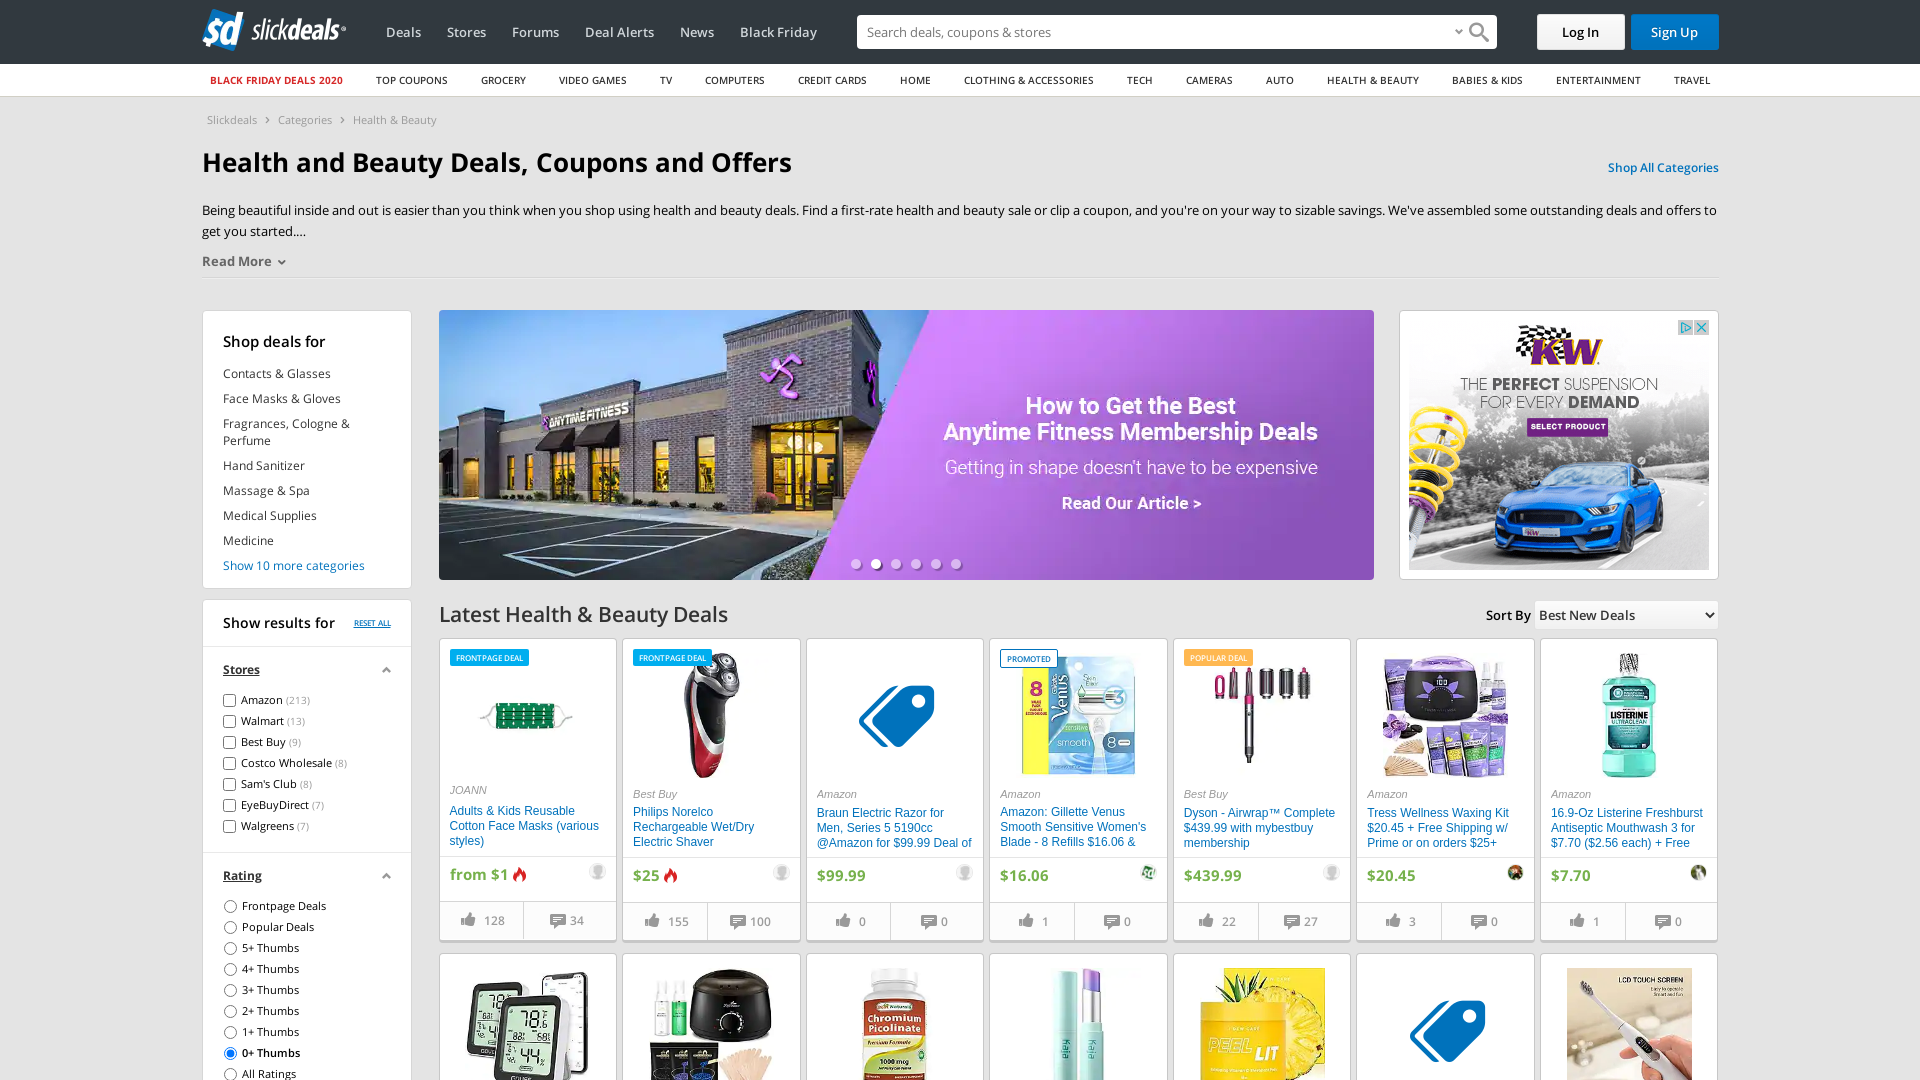 slickdeals
Deals
Stores
Forums
Deal Alerts
News
Black Friday
Search deals, coupons & stores
Log In
Sign Up
BLACK FRIDAY DEALS 2020
TOP COUPONS
GROCERY
VIDEO GAMES
TV
COMPUTERS
CREDIT CARDS
HOME
CLOTHING & ACCESSORIES
TECH
CAMERAS
AUTO
HEALTH & BEAUTY
BABIES & KIDS
ENTERTAINMENT
TRAVEL
Slickdeals > Categories > Health & Beauty
Health and Beauty Deals, Coupons and Offers
Shop All Categories
Being beautiful inside and out is easier than you think when you shop using health and beauty deals. Find a first-rate health and beauty sale or clip a coupon, and you're on your way to sizable savings. We've assembled some outstanding deals and offers to
get you started....
Read More
Shop deals for
Contacts & Glasses
Face Masks & Gloves
Fragrances, Cologne &
Perfume
Hand Sanitizer
Massage & Spa
Medical Supplies
Medicine
Show 10 more categories
Show results for
RESET ALL
Stores
Amazon (213)
Walmart (13)
Best Buy (9)
Costco Wholesale (8)
Sam's Club (8)
EyeBuyDirect (7)
Walgreens (7)
Rating
Frontpage Deals
Popular Deals
5+ Thumbs
4+ Thumbs
3+ Thumbs
2+ Thumbs
1+ Thumbs
0+ Thumbs
All Ratings
ANYTIME FITNESS
How to Get the Best
Anytime Fitness Membership Deals
Getting in shape doesn't have to be expensive
Read Our Article >
KW
THE PERFECT SUSPENSION
FOR EVERY DEMAND
SELECT PRODUCT
Latest Health & Beauty Deals
Sort By
Best New Deals
FRONTPAGE DEAL
JOANN
Adults & Kids Reusable
Cotton Face Masks (various
styles)
from $1
128
34
FRONTPAGE DEAL
Best Buy
Philips Norelco
Rechargeable Wet/Dry
Electric Shaver
$25
155
100
Amazon
Braun Electric Razor for
Men, Series 5 5190cc
@Amazon for $99.99 Deal of
$99.99
0
0
PROMOTED
8
Venus
sensitive
smooth
8
Amazon
Amazon: Gillette Venus
Smooth Sensitive Women's
Blade - 8 Refills $16.06 &
$16.06
1
0
POPULAR DEAL
Best Buy
Dyson - Airwrap™ Complete
$439.99 with mybestbuy
membership
$439.99
22
27
Amazon
Tress Wellness Waxing Kit
$20.45 + Free Shipping w/
Prime or on orders $25+
$20.45
3
0
LISTERINE
ULTRACLEAN
Amazon
16.9-Oz Listerine Freshburst
Antiseptic Mouthwash 3 for
$7.70 ($2.56 each) + Free
$7.70
1
0
Chromium
Picolinate
1000 mcg
Kaja
Kaja
PEEL LIT
LCD TOUCH SCREEN